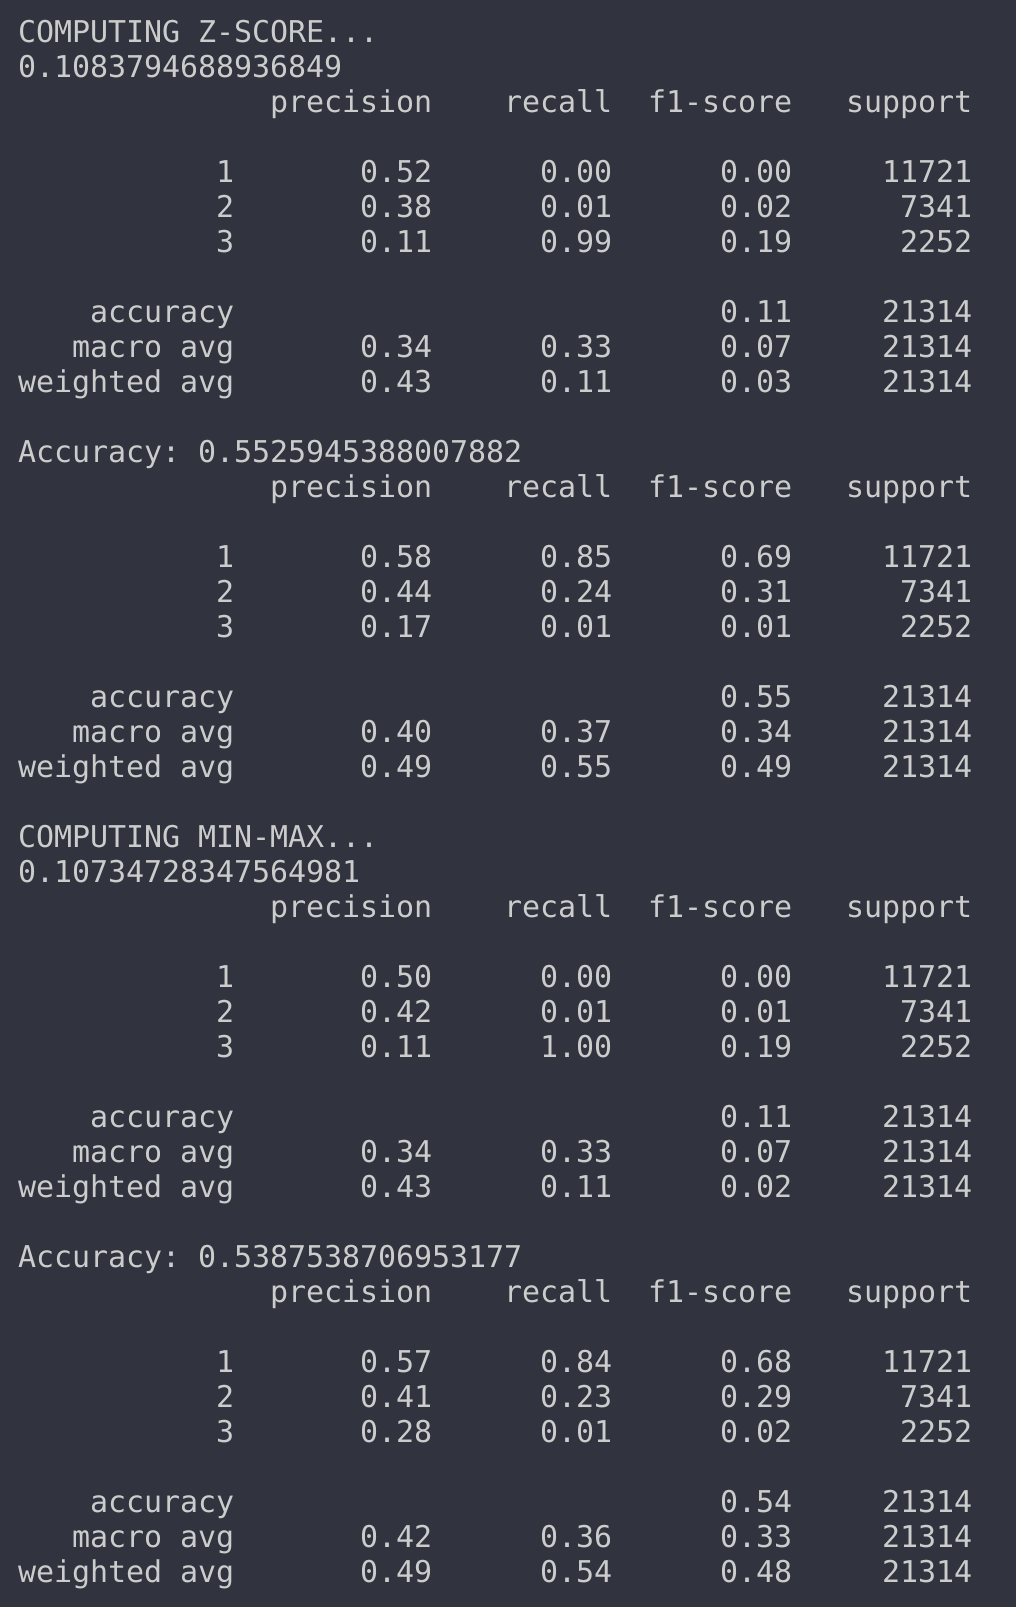 COMPUTING Z-SCORE...
0.1083794688936849
precision recall f1-score support
1 0.52 0.00 0.00 11721
2 0.38 0.01 0.02 7341
3 0.11 0.99 0.19 2252
accuracy 0.11 21314
macro avg 0.34 0.33 0.07 21314
weighted avg 0.43 0.11 0.03 21314
Accuracy: 0.5525945388007882
precision recall f1-score support
1 0.58 0.85 0.69 11721
2 0.44 0.24 0.31 7341
3 0.17 0.01 0.01 2252
accuracy 0.55 21314
macro avg 0.40 0.37 0.34 21314
weighted avg 0.49 0.55 0.49 21314
COMPUTING MIN-MAX...
0.10734728347564981
precision recall f1-score support
1 0.50 0.00 0.00 11721
2 0.42 0.01 0.01 7341
3 0.11 1.00 0.19 2252
accuracy 0.11 21314
macro avg 0.34 0.33 0.07 21314
weighted avg 0.43 0.11 0.02 21314
Accuracy: 0.5387538706953177
precision recall f1-score support
1 0.57 0.84 0.68 11721
2 0.41 0.23 0.29 7341
3 0.28 0.01 0.02 2252
accuracy 0.54 21314
macro avg 0.42 0.36 0.33 21314
weighted avg 0.49 0.54 0.48 21314